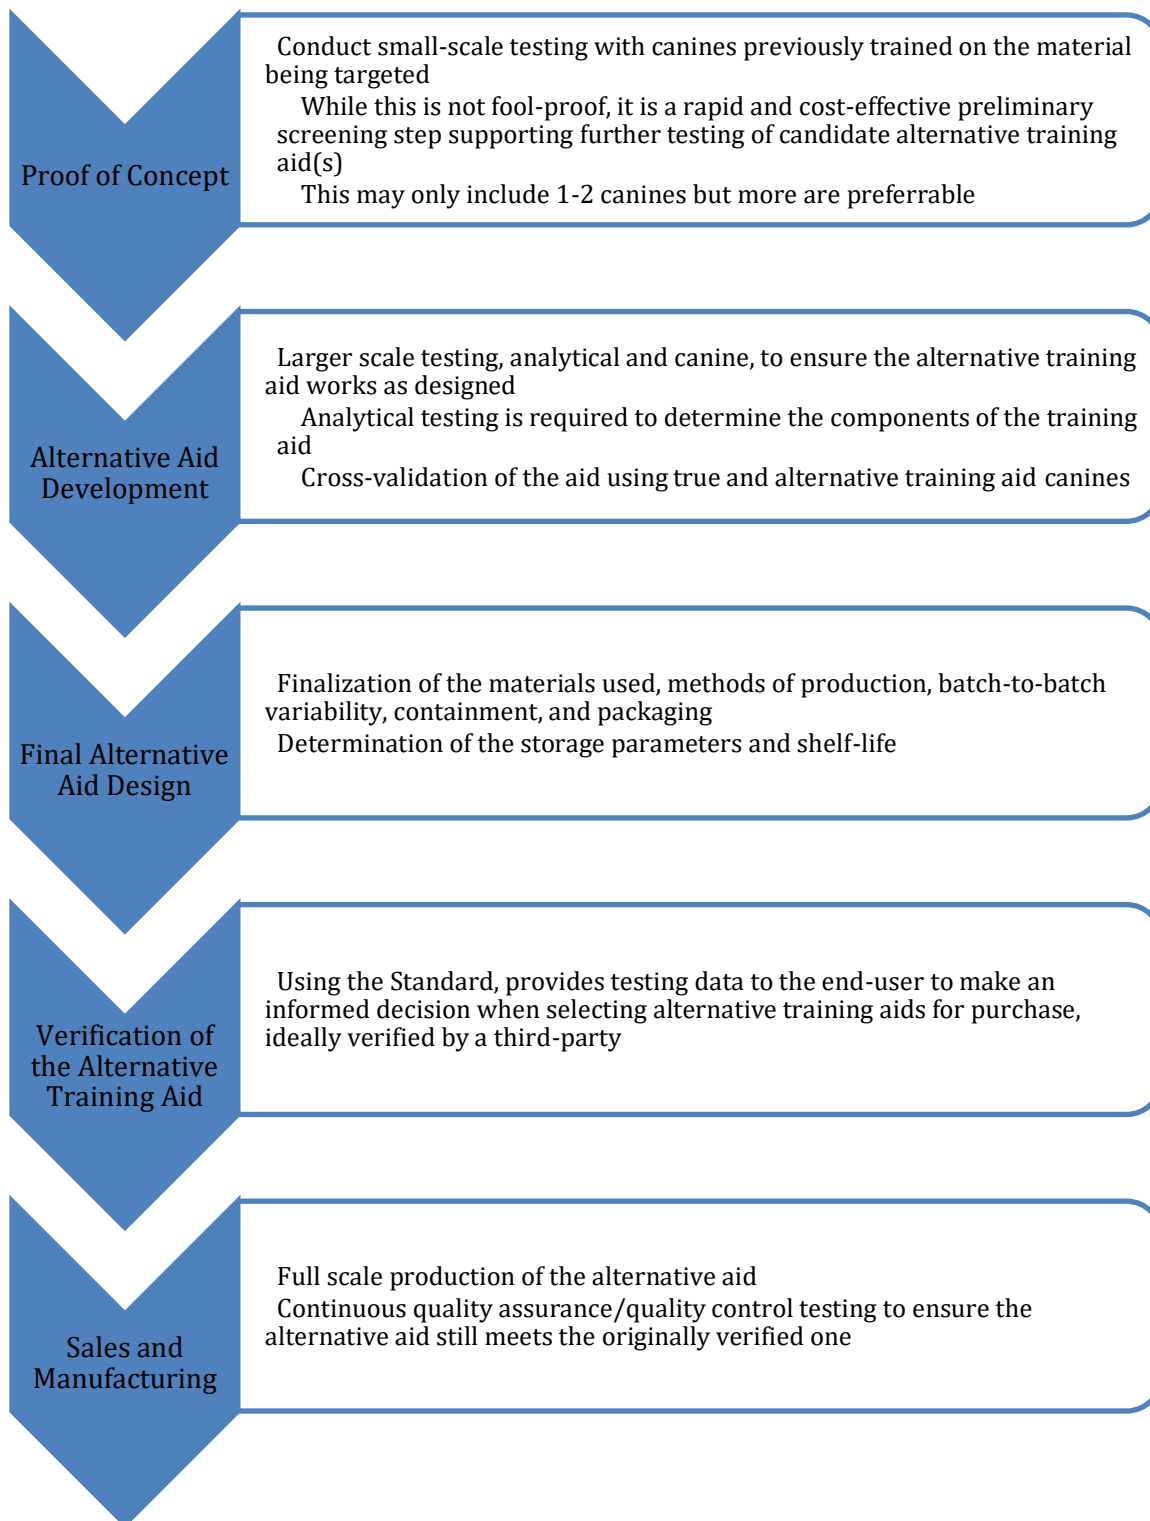 Proof of Concept
Conduct small-scale testing with canines previously trained on the material
being targeted
While this is not fool-proof, it is a rapid and cost-effective preliminary
screening step supporting further testing of candidate alternative training
aid(s)
This may only include 1-2 canines but more are preferrable
Alternative Aid
Development
Larger scale testing, analytical and canine, to ensure the alternative training
aid works as designed
Analytical testing is required to determine the components of the training
aid
Cross-validation of the aid using true and alternative training aid canines
Final Alternative
Aid Design
Finalization of the materials used, methods of production, batch-to-batch
variability, containment, and packaging
Determination of the storage parameters and shelf-life
Verification of
the Alternative
Training Aid
Using the Standard, provides testing data to the end-user to make an
informed decision when selecting alternative training aids for purchase,
ideally verified by a third-party
Sales and
Manufacturing
Full scale production of the alternative aid
Continuous quality assurance/quality control testing to ensure the
alternative aid still meets the originally verified one